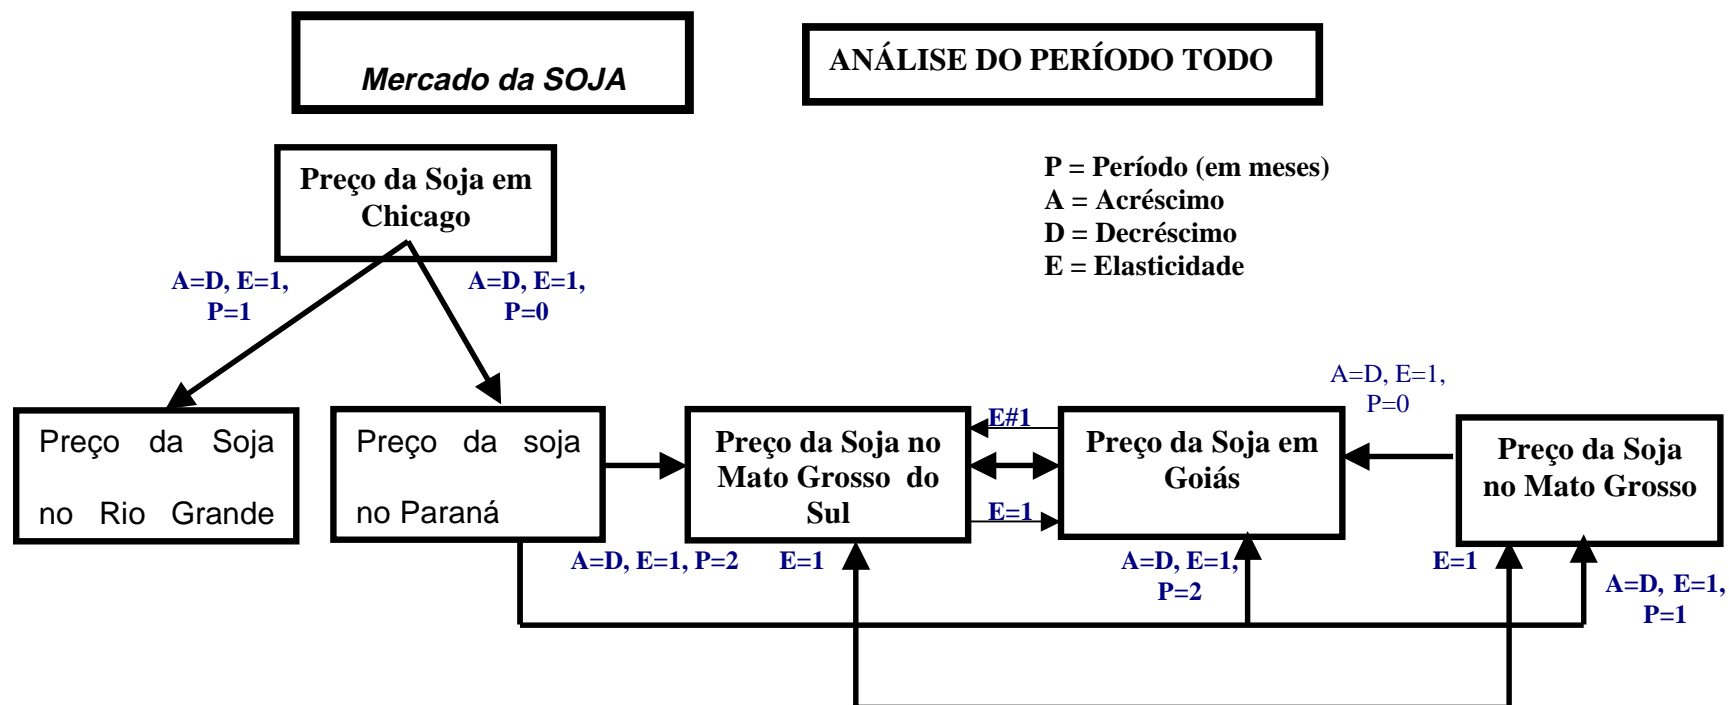 Mercado da SOJA
ANÁLISE DO PERÍODO TODO
Preço da Soja em
Chicago
P = Período (em meses)
A = Acréscimo
D = Decréscimo
E = Elasticidade
A=D, E=1,
P=1
A=D, E=1,
P=0
A=D, E=1,
P=0
Preço da Soja
no Rio Grande
Preço da soja
no Paraná
Preço da Soja no
Mato Grosso do
Sul
E#1
E=1
Preço da Soja em
Goiás
Preço da Soja
no Mato Grosso
A=D, E=1, P=2
E=1
A=D, E=1,
P=2
E=1
A=D, E=1,
P=1